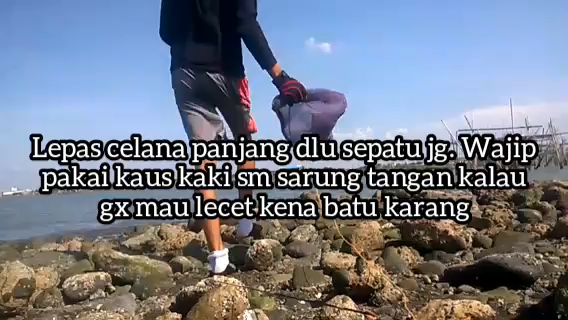 Lepas celana panjang dlu sepatu jg. Wajip
pakai kaus kaki sm sarung tangan kalau
gx mau lecet kena batu karang